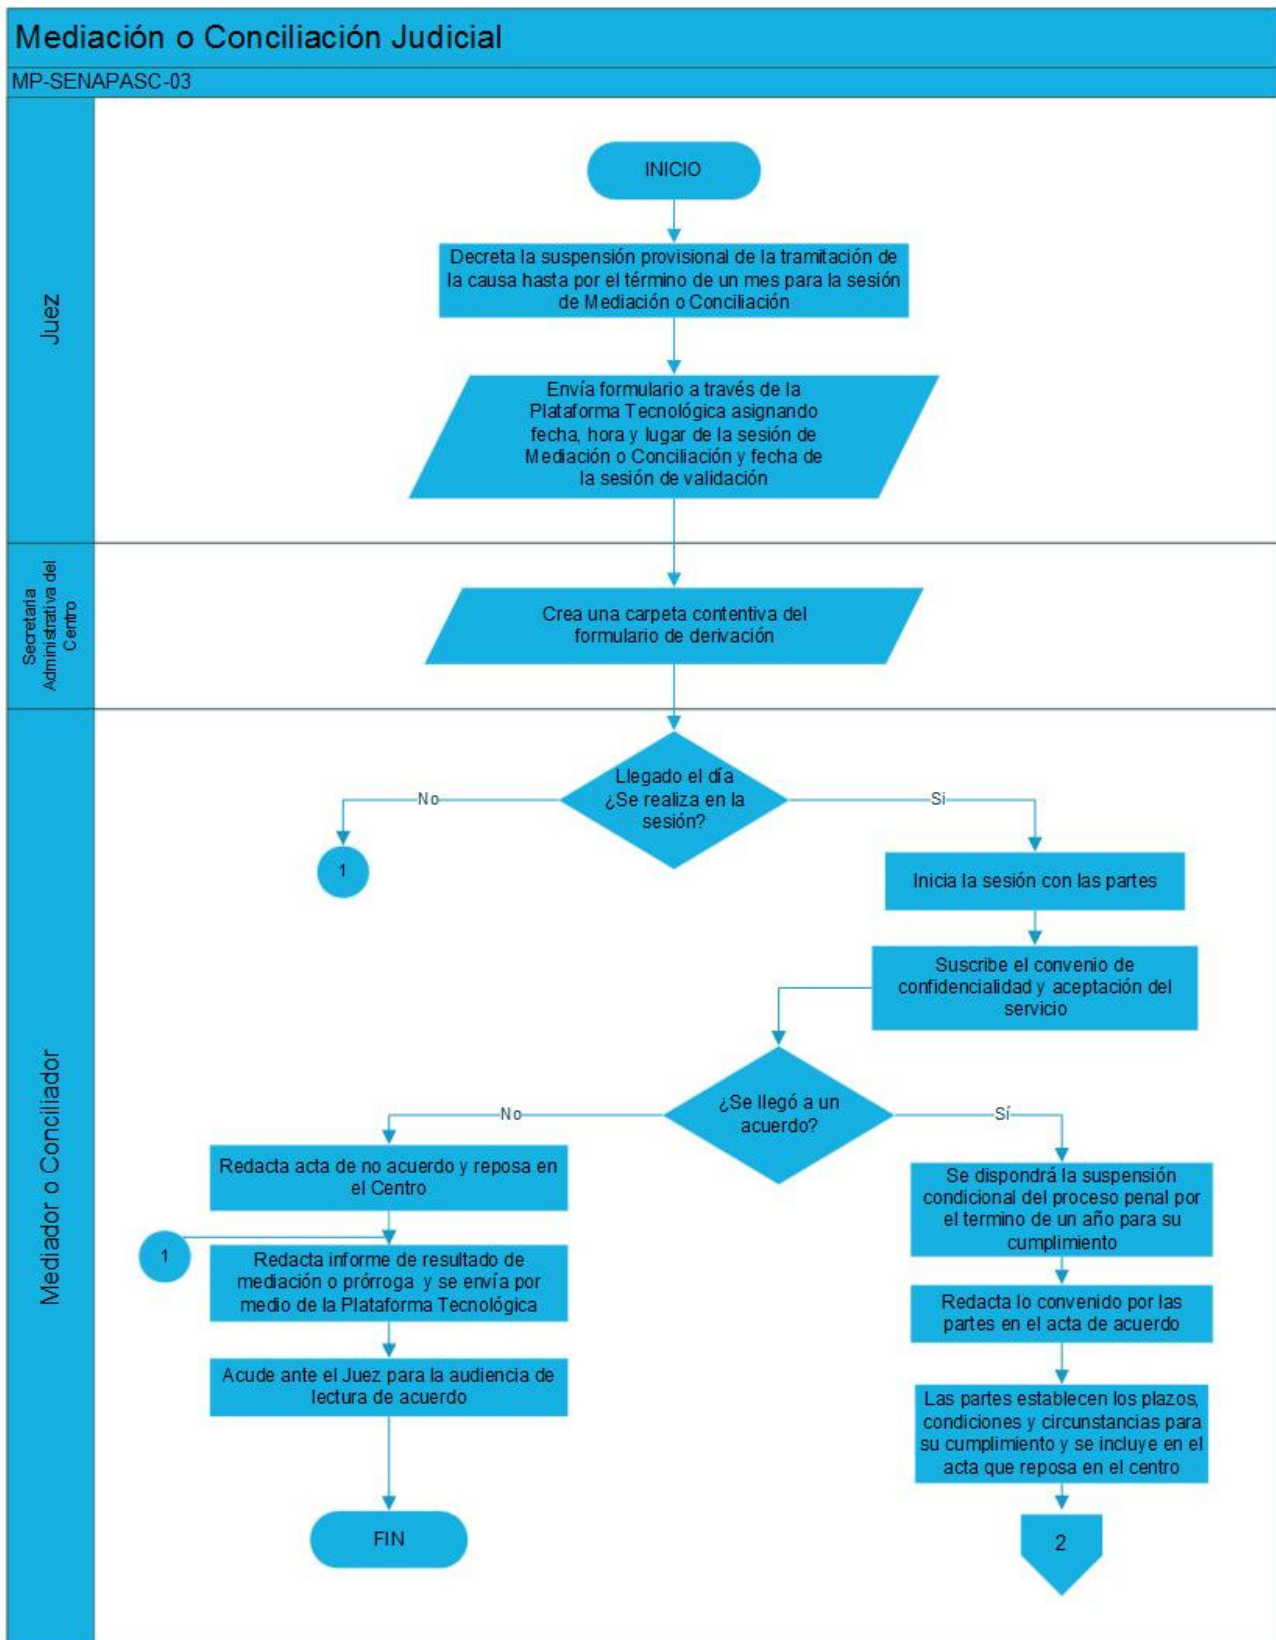 Mediación o Conciliación Judicial
MP-SENAPASC-03
Juez
INICIO
Decreta la suspensión provisional de la tramitación de
la causa hasta por el término de un mes para la sesión
de Mediación o Conciliación
Envía formulario a través de la
Plataforma Tecnológica asignando
fecha, hora y lugar de la sesión de
Mediación o Conciliación y fecha de
la sesión de validación
Secretaria
Administrativa del
Centro
Crea una carpeta contentiva del
formulario de derivación
Mediador o Conciliador
Llegado el día
¿Se realiza en la
sesión?
No
Si
1
Inicia la sesión con las partes
Suscribe el convenio de
confidencialidad y aceptación del
servicio
¿Se llegó a un
acuerdo?
No
Sí
Redacta acta de no acuerdo y reposa en
el Centro
1
Redacta informe de resultado de
mediación o prórroga y se envía por
medio de la Plataforma Tecnológica
Acude ante el Juez para la audiencia de
lectura de acuerdo
FIN
Se dispondrá la suspensión
condicional del proceso penal por
el termino de un año para su
cumplimiento
Redacta lo convenido por las
partes en el acta de acuerdo
Las partes establecen los plazos,
condiciones y circunstancias para
su cumplimiento y se incluye en el
acta que reposa en el centro
2